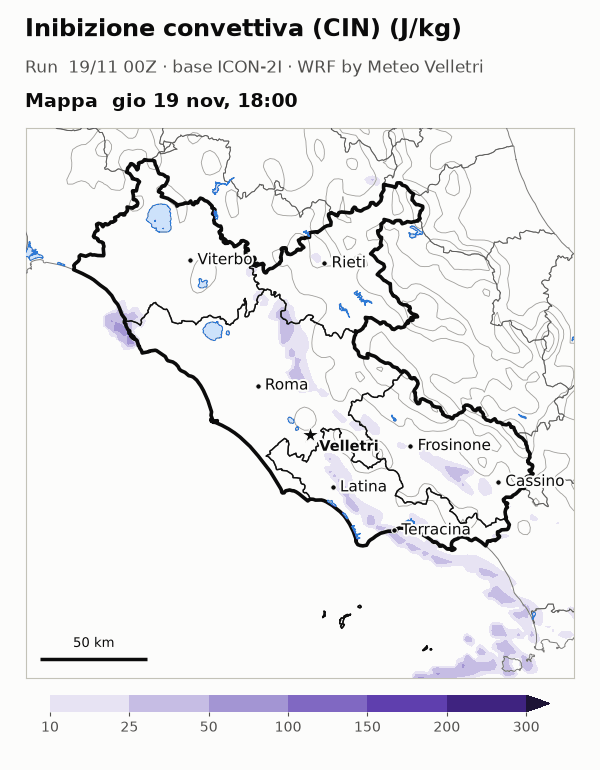 Inibizione convettiva (CIN) (J/kg)
Run  19/11 00Z · base ICON-2I · WRF by Meteo Velletri
Mappa  gio 19 nov, 18:00
Viterbo
Rieti
Roma
Velletri
Frosinone
Latina
Cassino
Terracina
50 km
10 25 50 100 150 200 300